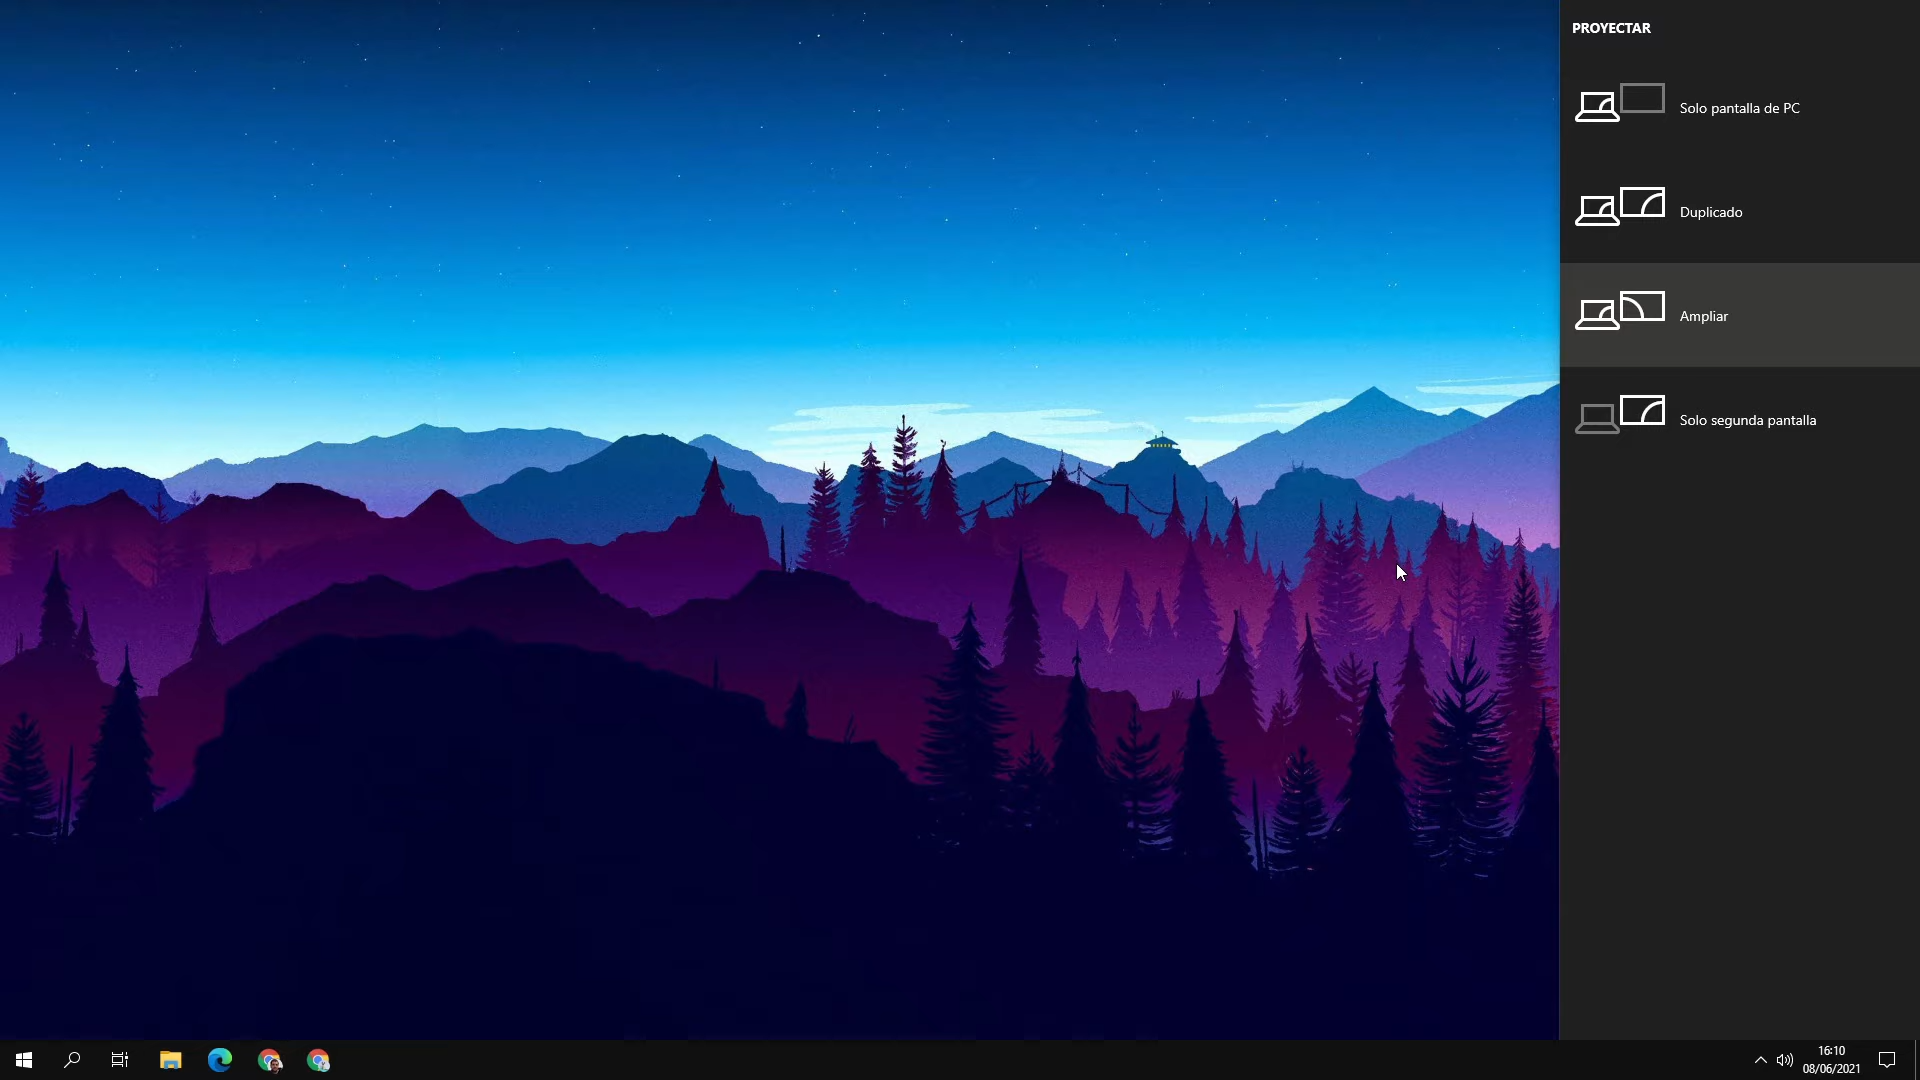 PROYECTAR
Solo pantalla de PC
Duplicado
Ampliar
Solo segunda pantalla
16:10
08/06/2021